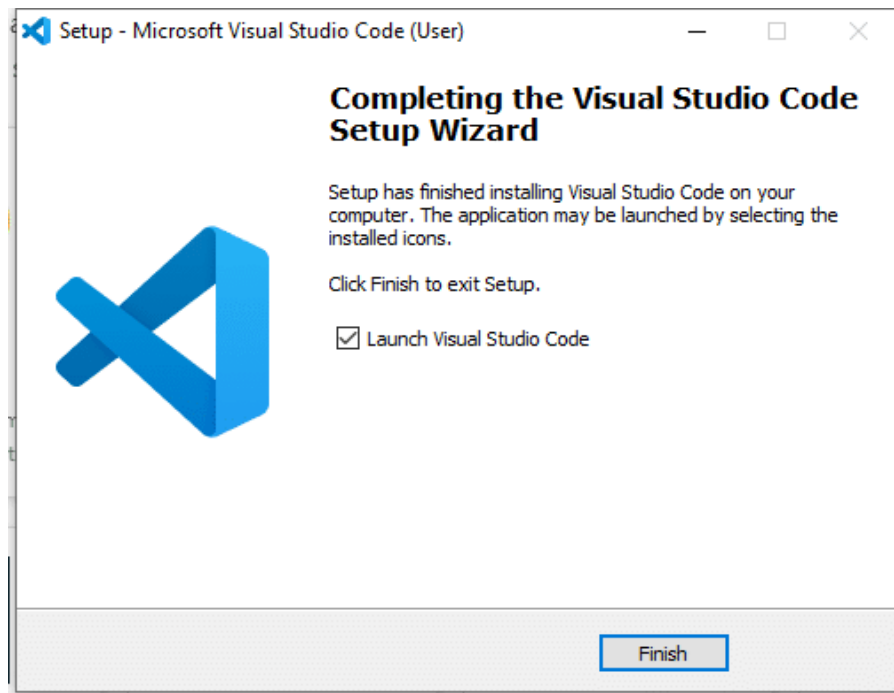 Setup - Microsoft Visual Studio Code (User)
Completing the Visual Studio Code
Setup Wizard
Setup has finished installing Visual Studio Code on your
computer. The application may be launched by selecting the
installed icons.
Click Finish to exit Setup.
Launch Visual Studio Code
Finish